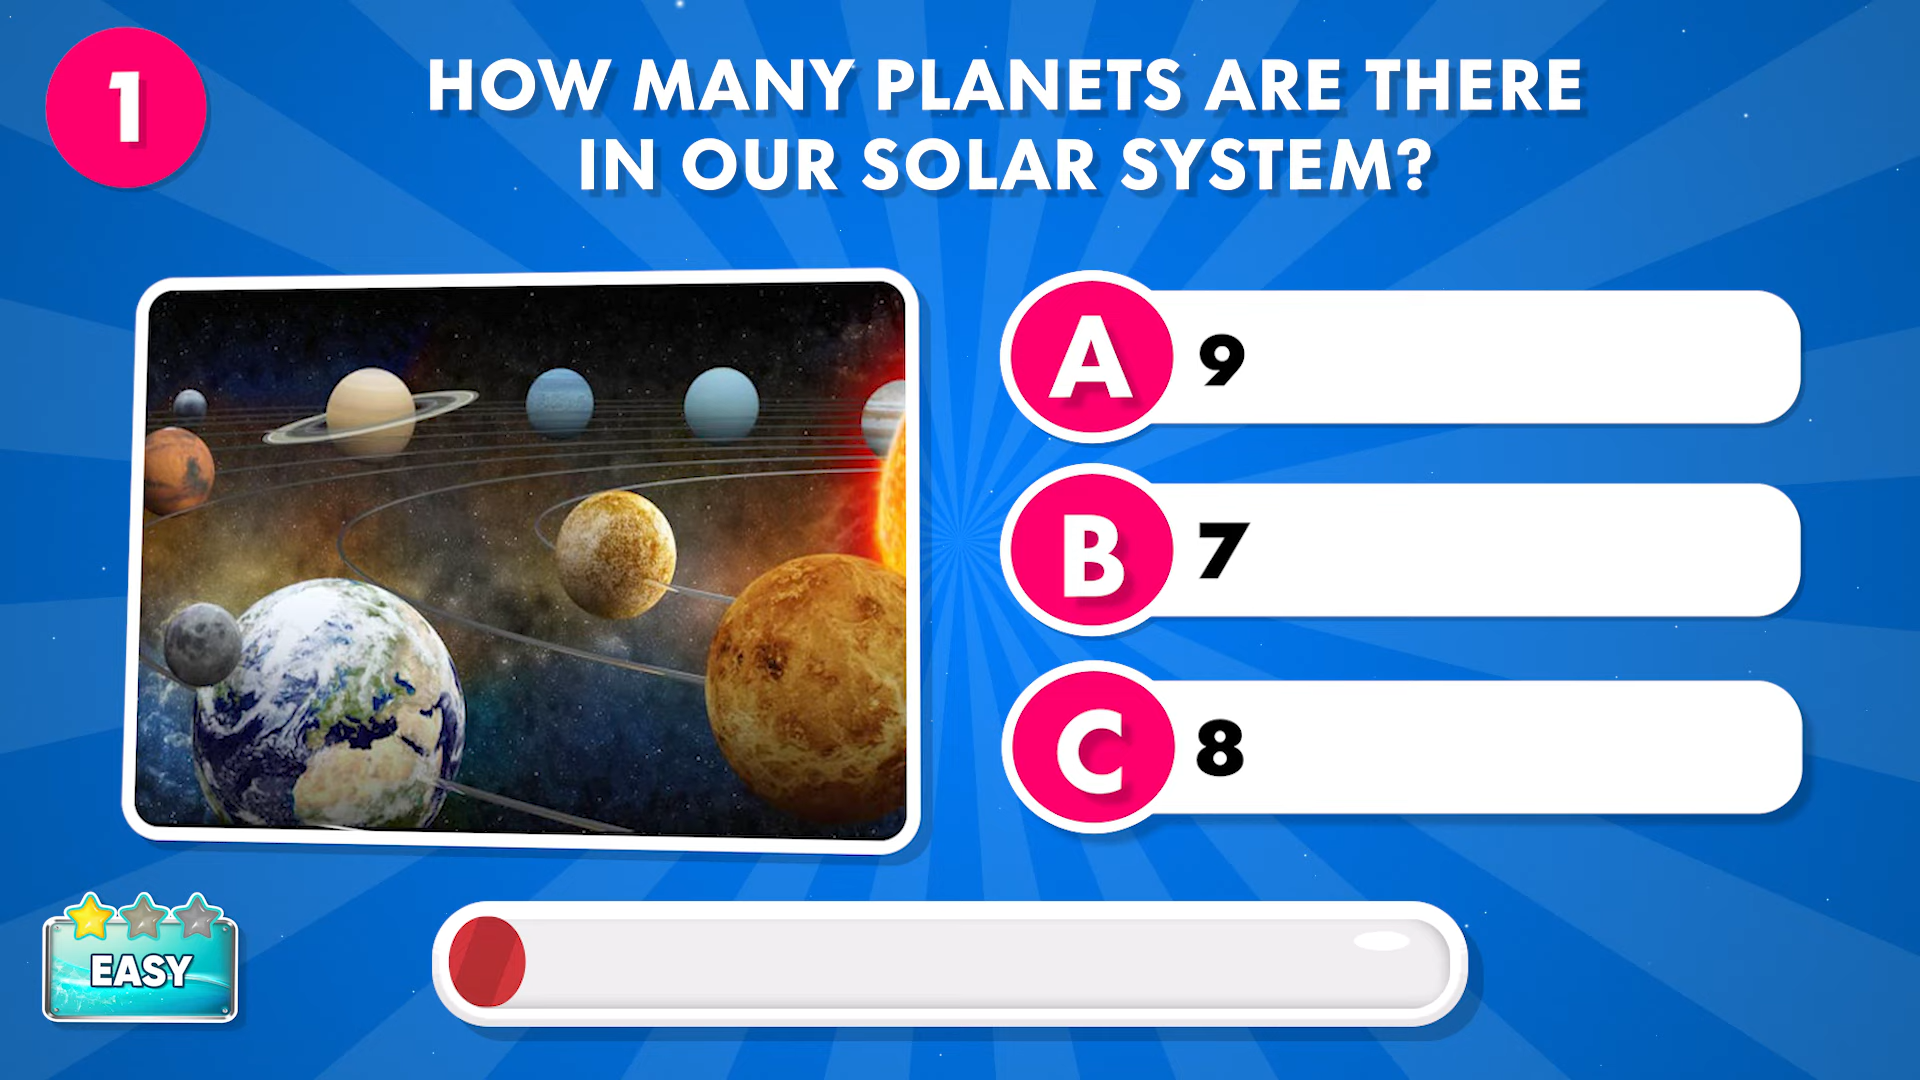 1
HOW MANY PLANETS ARE THERE
IN OUR SOLAR SYSTEM?
A 9
B 7
C 8
EASY